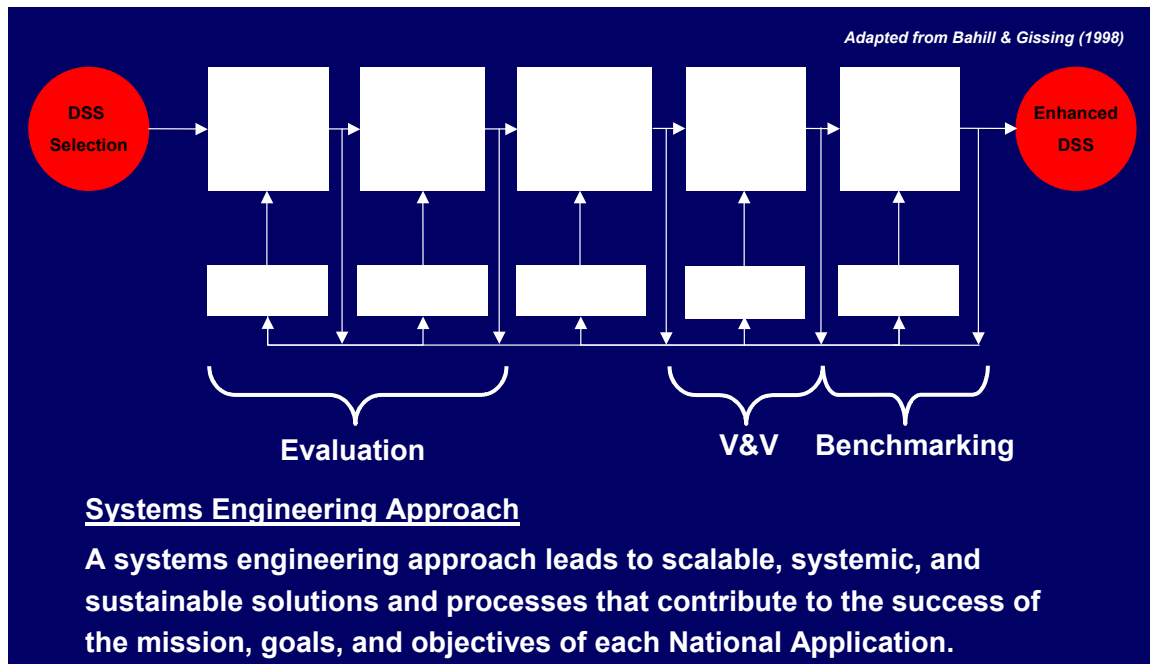 Adapted from Bahill & Gissing (1998)
DSS
Selection
Enhanced
DSS
Evaluation
V&V
Benchmarking
Systems Engineering Approach
A systems engineering approach leads to scalable, systemic, and
sustainable solutions and processes that contribute to the success of
the mission, goals, and objectives of each National Application.